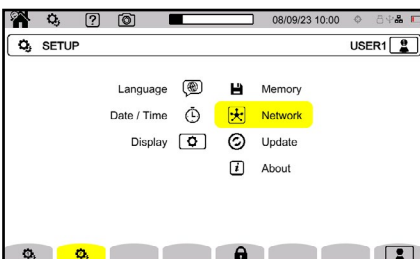 ? 08/09/23 10:00
SETUP USER1
Language Memory
Date / Time Network
Display Update
i About